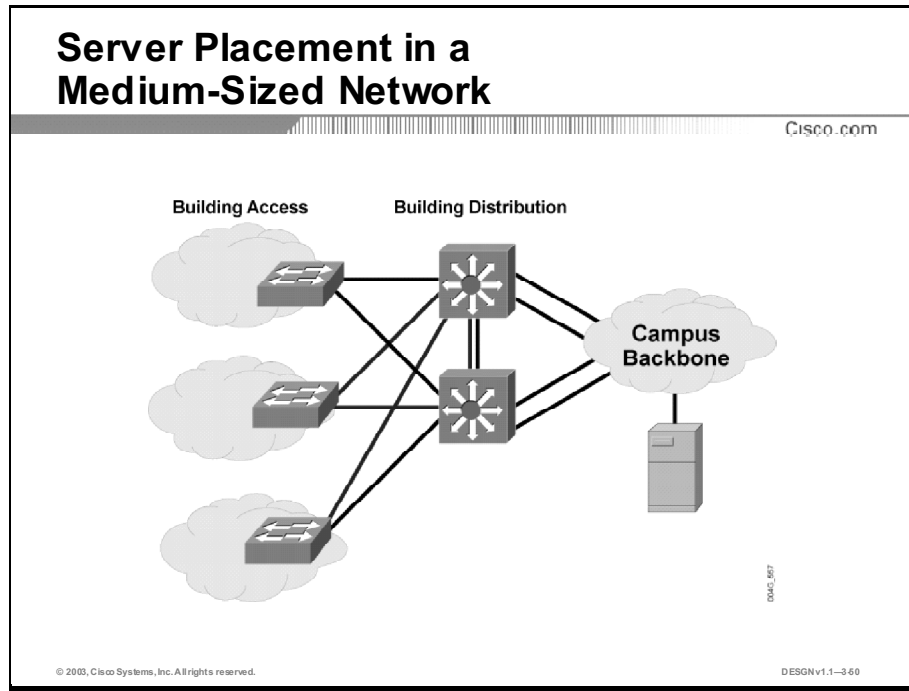 Server Placement in a
Medium-Sized Network
Cisco.com
Building Access
Building Distribution
Campus
Backbone
© 2003, Cisco Systems, Inc. All rights reserved.
DESGN v1.1—3-50